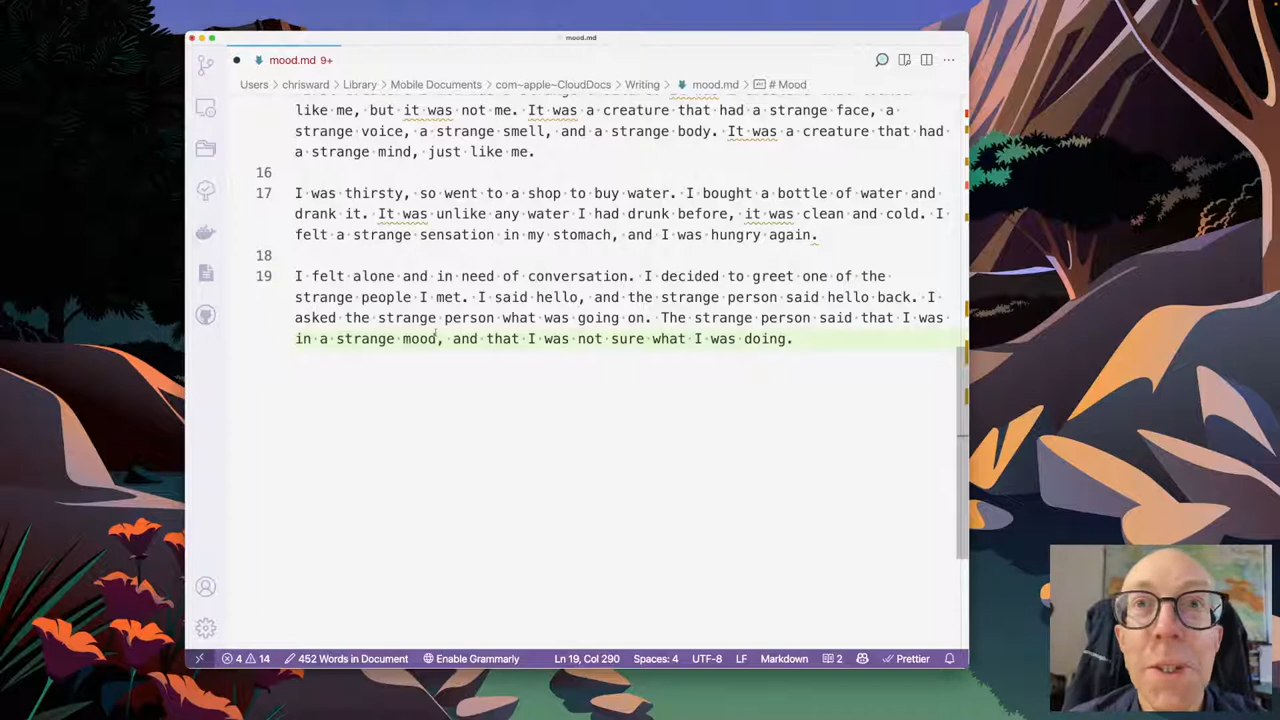 mood.md
mood.md 9+
Users > chrisward > Library > Mobile Documents > com~apple~CloudDocs > Writing > mood.md > # Mood
like me, but it was not me. It was a creature that had a strange face, a
strange voice, a strange smell, and a strange body. It was a creature that had
a strange mind, just like me.
16
17 I was thirsty, so went to a shop to buy water. I bought a bottle of water and
drank it. It was unlike any water I had drunk before, it was clean and cold. I
felt a strange sensation in my stomach, and I was hungry again.
18
19 I felt alone and in need of conversation. I decided to greet one of the
strange people I met. I said hello, and the strange person said hello back. I
asked the strange person what was going on. The strange person said that I was
in a strange mood, and that I was not sure what I was doing.
4 14 452 Words in Document Enable Grammarly Ln 19, Col 290 Spaces: 4 UTF-8 LF Markdown 2 Prettier